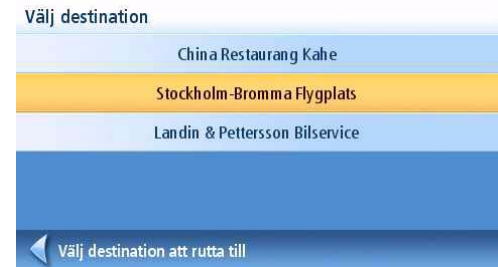 Välj destination
China Restaurang Kahe
Stockholm-Bromma Flygplats
Landin & Pettersson Bilservice
Välj destination att rutta till